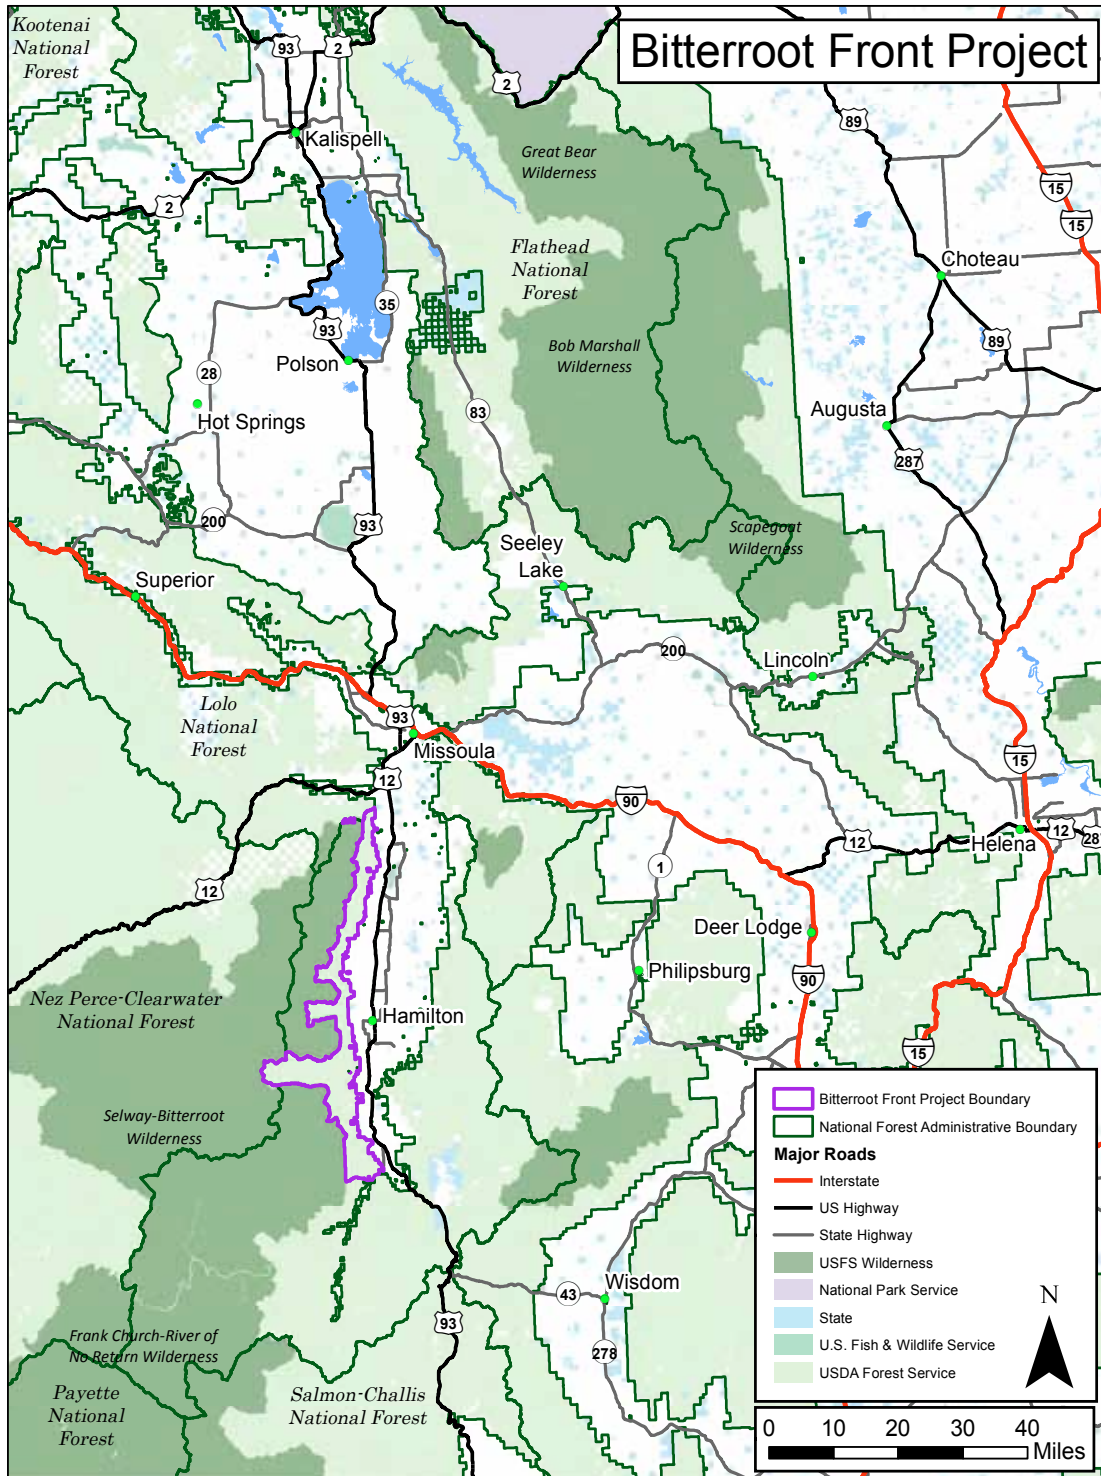 Bitterroot Front Project
Kootenai
National
Forest
93
2
2
89
Kalispell
Great Bear
Wilderness
15
15
2
Flathead
National
Forest
Choteau
35
93
89
Polson
Bob Marshall
Wilderness
28
83
Augusta
Hot Springs
287
200
93
Scapegoat
Wilderness
Seeley
Lake
Superior
200
Lincoln
Lolo
National
Forest
93
Missoula
15
12
90
12
Helena
12
287
1
12
Deer Lodge
Philipsburg
90
Nez Perce-Clearwater
National Forest
Hamilton
15
Selway-Bitterroot
Wilderness
Wisdom
43
93
278
Frank Church-River of
No Return Wilderness
Payette
National
Forest
Salmon-Challis
National Forest
Bitterroot Front Project Boundary
National Forest Administrative Boundary
Major Roads
Interstate
US Highway
State Highway
USFS Wilderness
National Park Service
State
U.S. Fish & Wildlife Service
USDA Forest Service
N
0 10 20 30 40
Miles